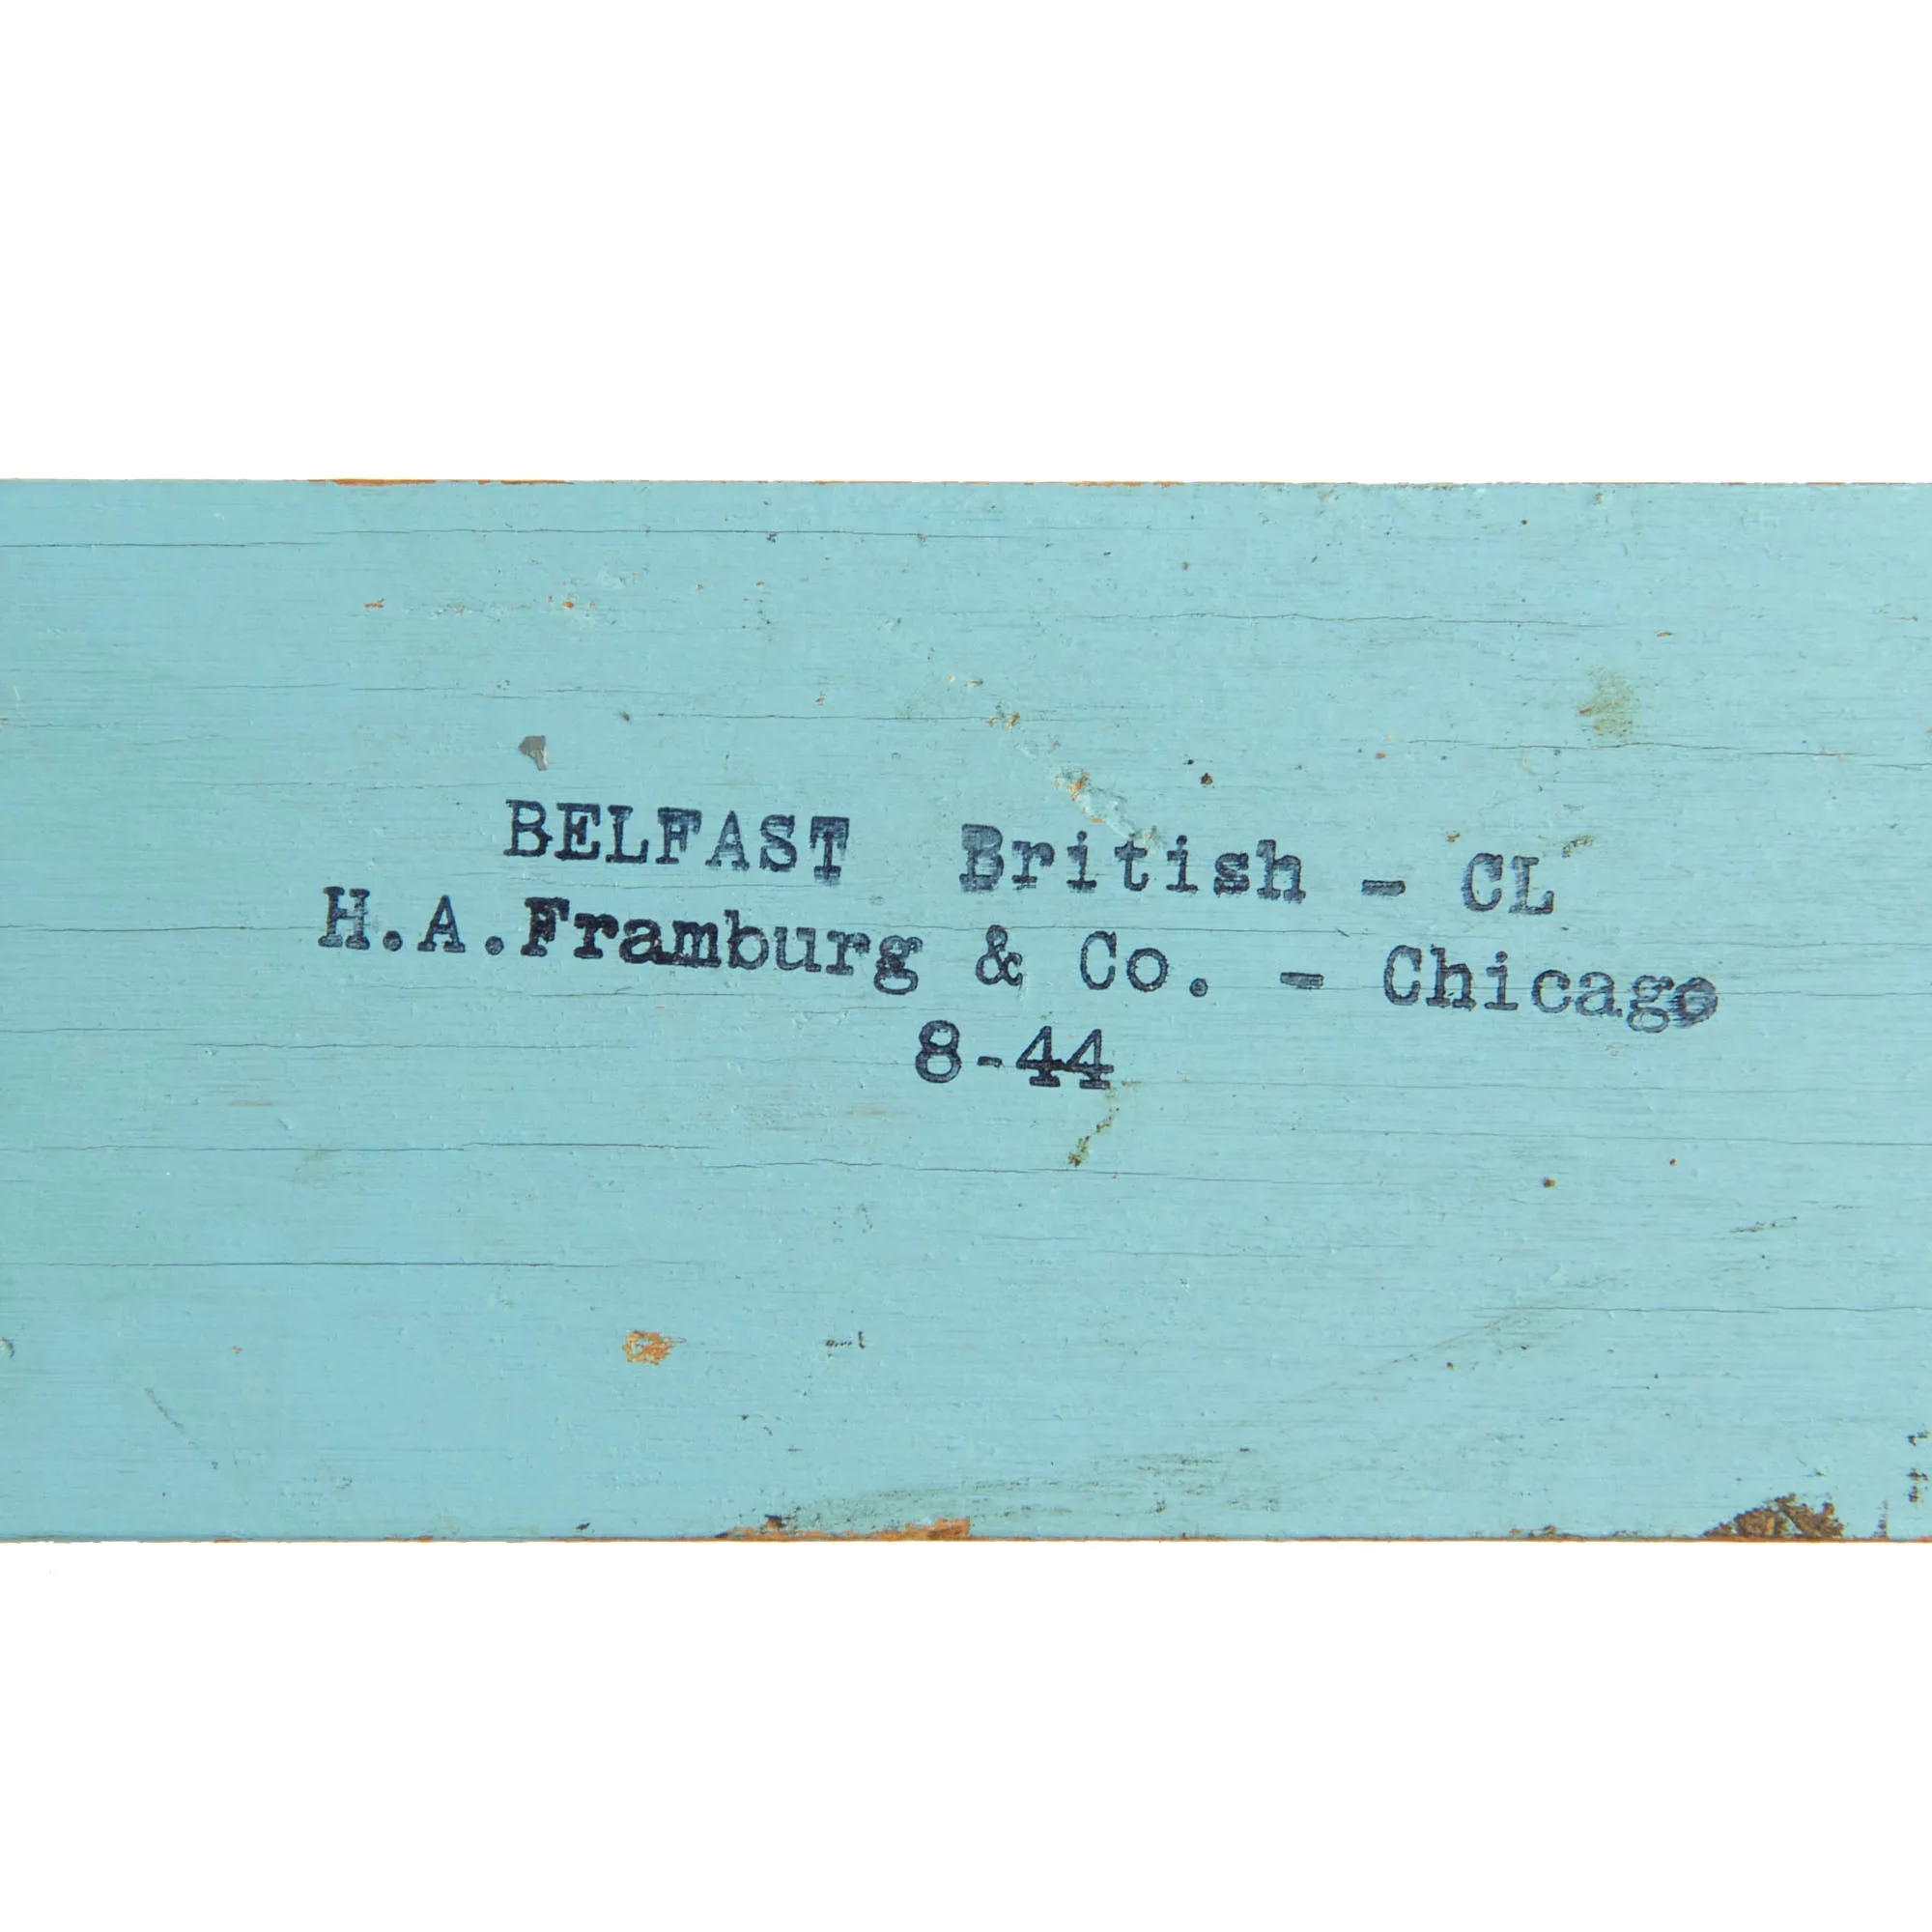 BELFAST British - CL
H.A.Framburg & Co. - Chicago
8-44